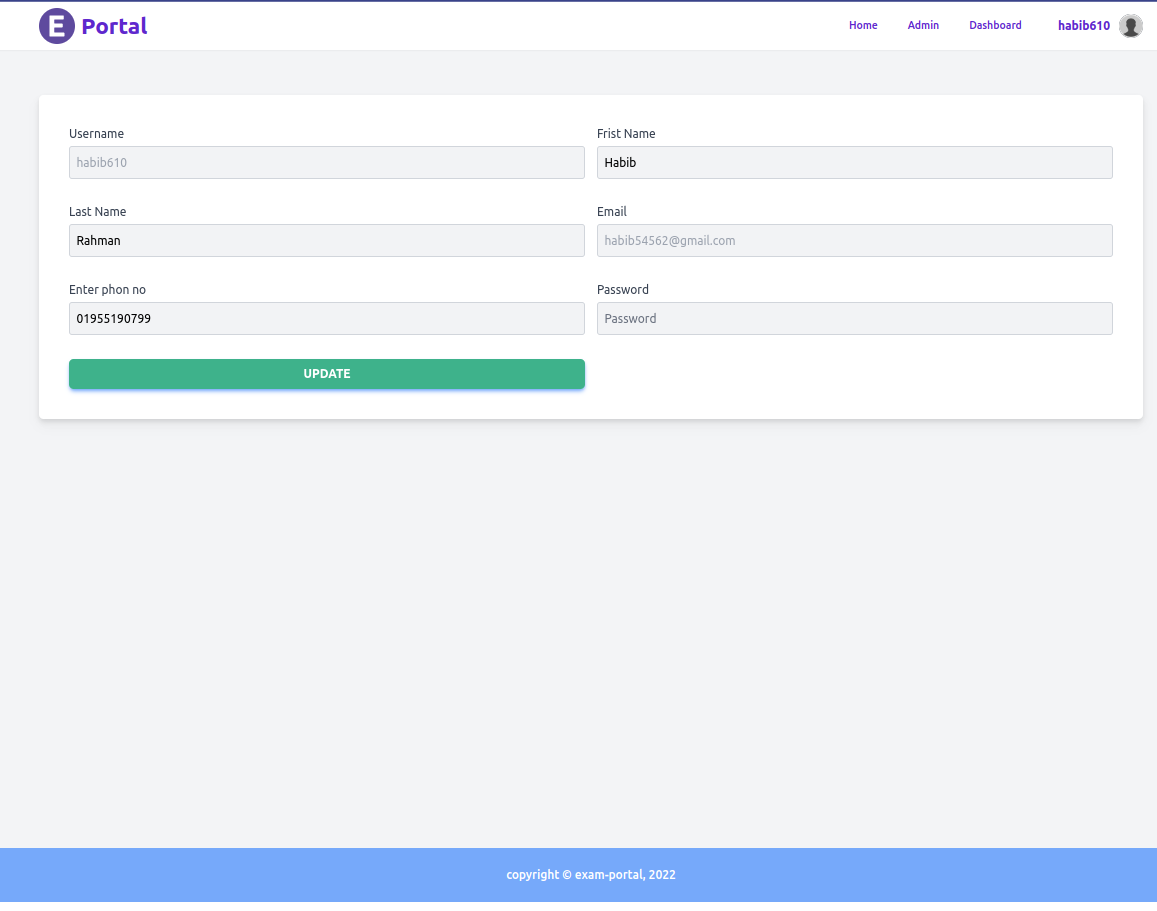 E Portal
Home Admin Dashboard habib610
Username Frist Name
habib610 Habib
Last Name Email
Rahman habib54562@gmail.com
Enter phon no Password
01955190799 Password
UPDATE
copyright © exam-portal, 2022